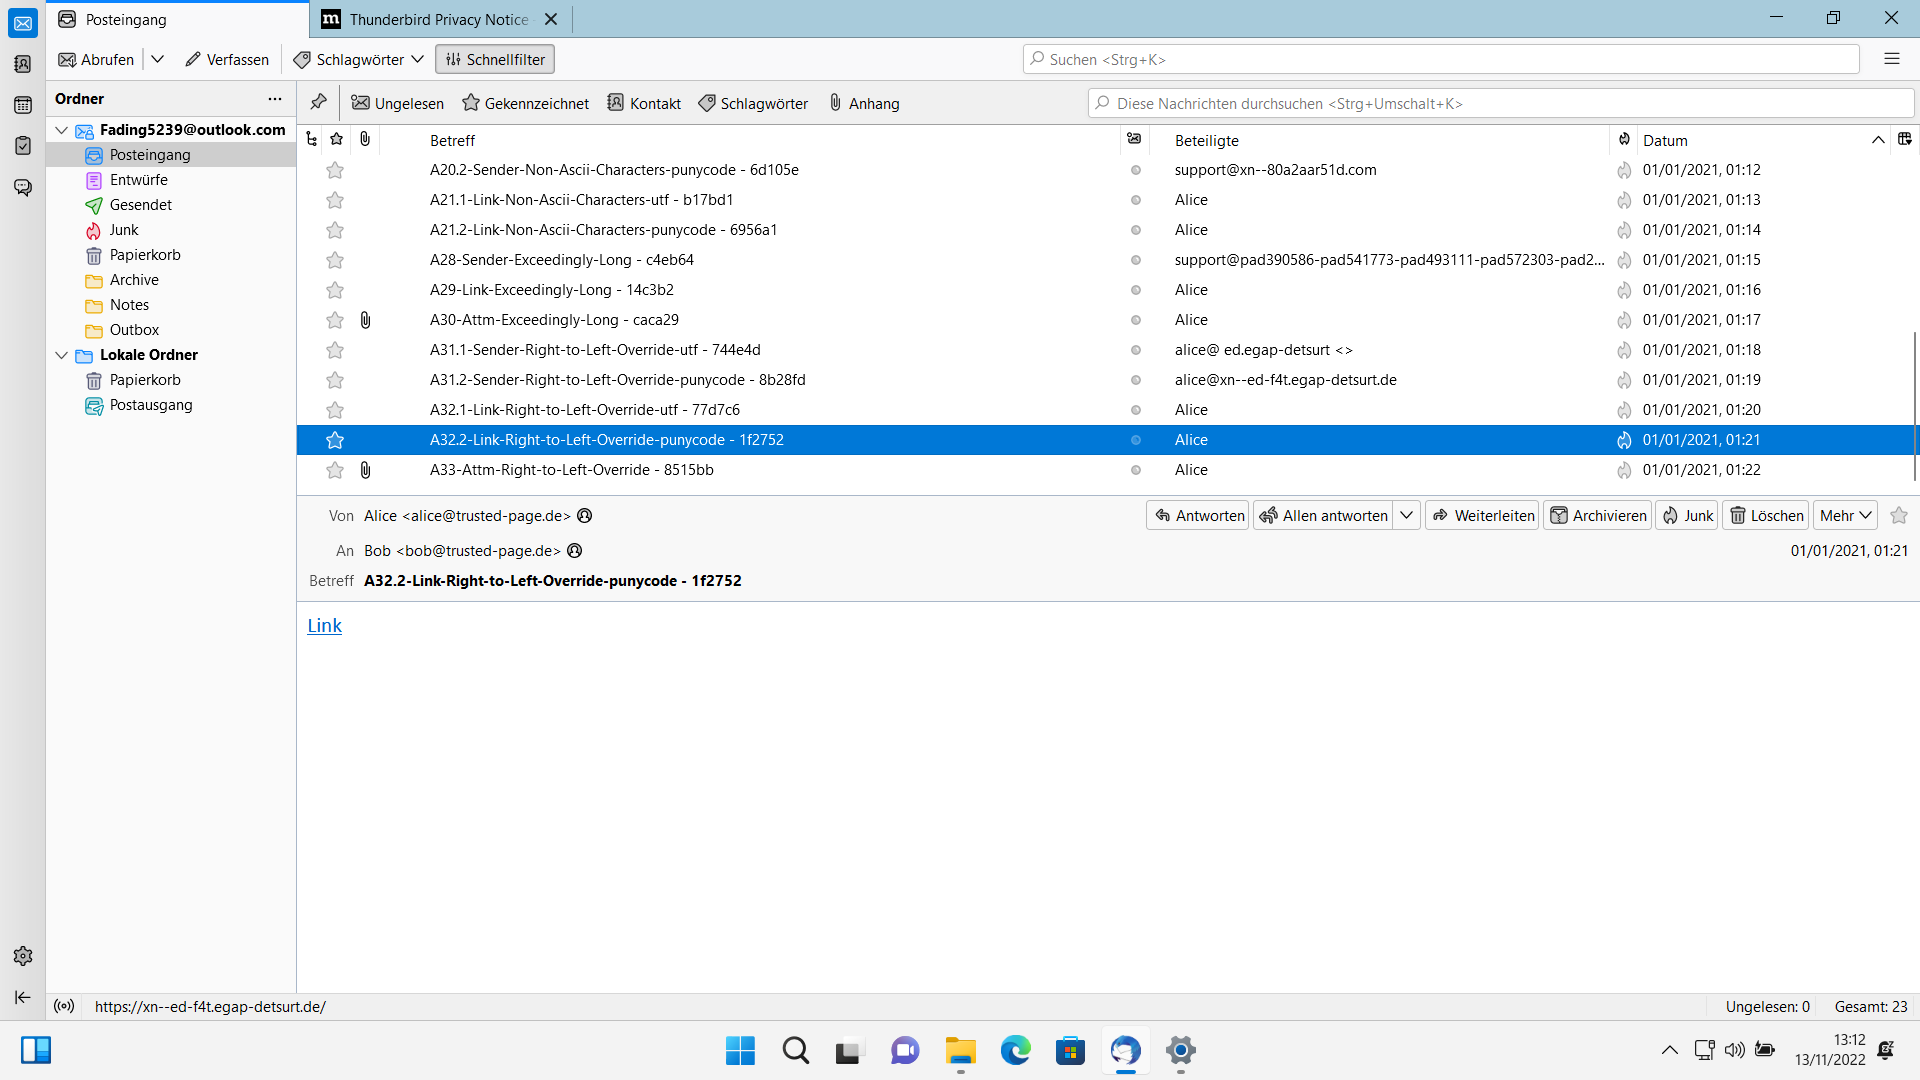 Posteingang
Thunderbird Privacy Notice
Abrufen
Verfassen
Schlagwörter
Schnellfilter
Suchen <Strg+K>
Ordner
Ungelesen
Gekennzeichnet
Kontakt
Schlagwörter
Anhang
Diese Nachrichten durchsuchen <Strg+Umschalt+K>
Fading5239@outlook.com
Posteingang
Entwürfe
Gesendet
Junk
Papierkorb
Archive
Notes
Outbox
Lokale Ordner
Papierkorb
Postausgang
Betreff Beteiligte Datum
A20.2-Sender-Non-Ascii-Characters-punycode - 6d105e support@xn--80a2aar51d.com 01/01/2021, 01:12
A21.1-Link-Non-Ascii-Characters-utf - b17bd1 Alice 01/01/2021, 01:13
A21.2-Link-Non-Ascii-Characters-punycode - 6956a1 Alice 01/01/2021, 01:14
A28-Sender-Exceedingly-Long - c4eb64 support@pad390586-pad541773-pad493111-pad572303-pad2... 01/01/2021, 01:15
A29-Link-Exceedingly-Long - 14c3b2 Alice 01/01/2021, 01:16
A30-Attm-Exceedingly-Long - caca29 Alice 01/01/2021, 01:17
A31.1-Sender-Right-to-Left-Override-utf - 744e4d alice@ ed.egap-detsurt <> 01/01/2021, 01:18
A31.2-Sender-Right-to-Left-Override-punycode - 8b28fd alice@xn--ed-f4t.egap-detsurt.de 01/01/2021, 01:19
A32.1-Link-Right-to-Left-Override-utf - 77d7c6 Alice 01/01/2021, 01:20
A32.2-Link-Right-to-Left-Override-punycode - 1f2752 Alice 01/01/2021, 01:21
A33-Attm-Right-to-Left-Override - 8515bb Alice 01/01/2021, 01:22
Von Alice <alice@trusted-page.de>
Antworten
Allen antworten
Weiterleiten
Archivieren
Junk
Löschen
Mehr
An Bob <bob@trusted-page.de> 01/01/2021, 01:21
Betreff A32.2-Link-Right-to-Left-Override-punycode - 1f2752
Link
https://xn--ed-f4t.egap-detsurt.de/
Ungelesen: 0 Gesamt: 23
13:12
13/11/2022